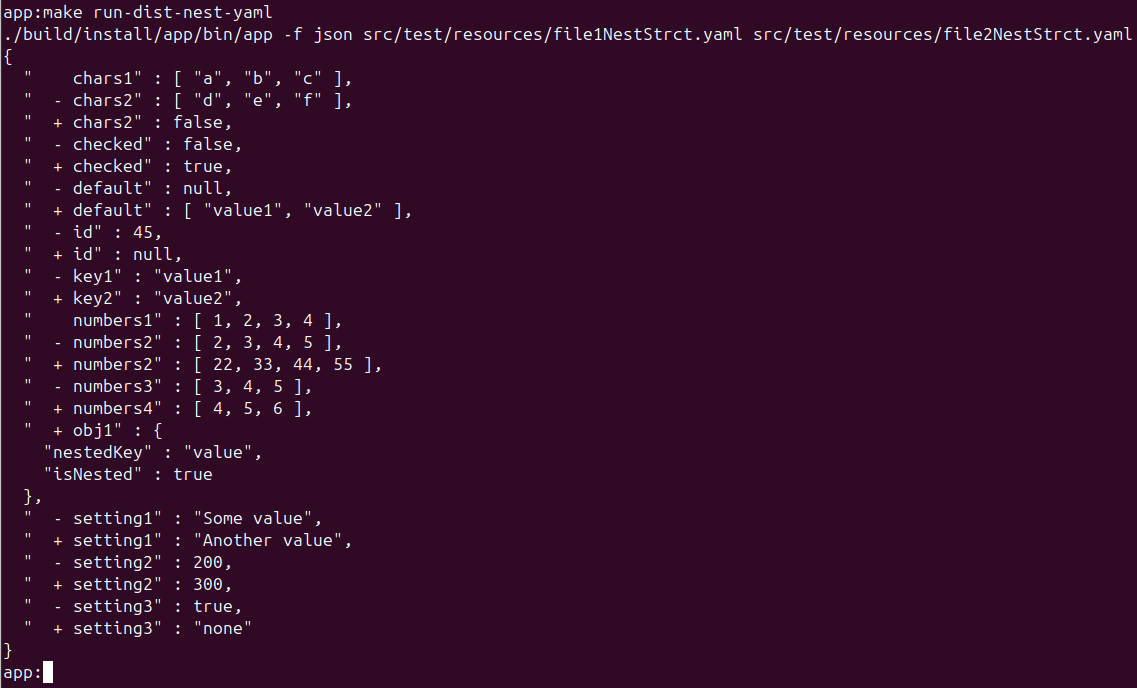 app:make run-dist-nest-yaml
./build/install/app/bin/app -f json src/test/resources/file1NestStrct.yaml src/test/resources/file2NestStrct.yaml
{
  "    chars1" : [ "a", "b", "c" ],
  "  - chars2" : [ "d", "e", "f" ],
  "  + chars2" : false,
  "  - checked" : false,
  "  + checked" : true,
  "  - default" : null,
  "  + default" : [ "value1", "value2" ],
  "  - id" : 45,
  "  + id" : null,
  "  - key1" : "value1",
  "  + key2" : "value2",
  "    numbers1" : [ 1, 2, 3, 4 ],
  "  - numbers2" : [ 2, 3, 4, 5 ],
  "  + numbers2" : [ 22, 33, 44, 55 ],
  "  - numbers3" : [ 3, 4, 5 ],
  "  + numbers4" : [ 4, 5, 6 ],
  "  + obj1" : {
    "nestedKey" : "value",
    "isNested" : true
  },
  "  - setting1" : "Some value",
  "  + setting1" : "Another value",
  "  - setting2" : 200,
  "  + setting2" : 300,
  "  - setting3" : true,
  "  + setting3" : "none"
}
app: